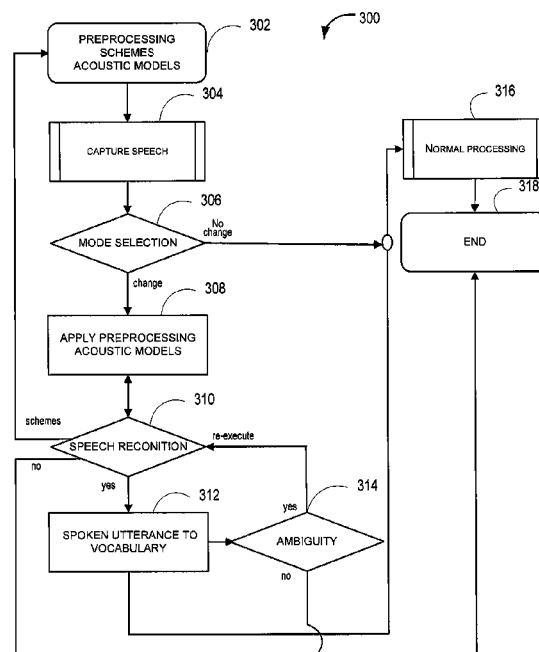 300
PREPROCESSING
SCHEMES
ACOUSTIC MODELS
302
304
CAPTURE SPEECH
316
NORMAL PROCESSING
306
MODE SELECTION
No
change
318
END
change
308
APPLY PREPROCESSING
ACOUSTIC MODELS
310
schemes
SPEECH RECONITION
re-execute
no
yes
312
314
yes
SPOKEN UTTERANCE TO
VOCABULARY
AMBIGUITY
no